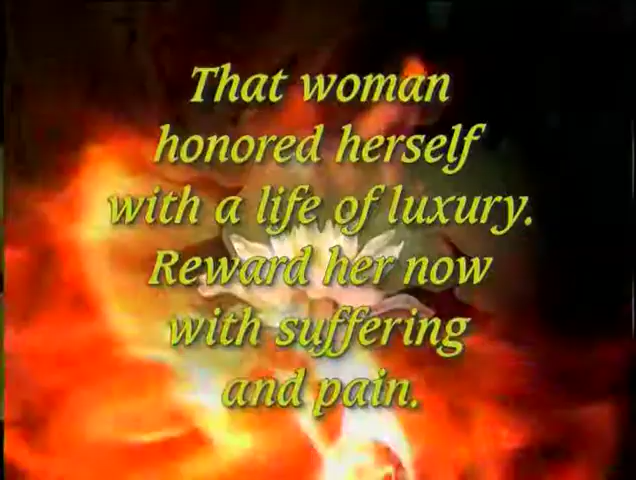 That woman
honored herself
with a life of luxury.
Reward her now
with suffering
and pain.